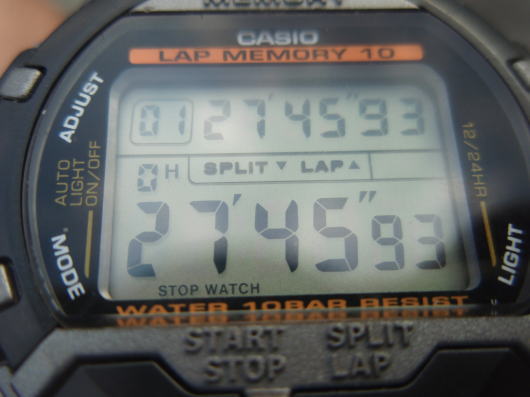 MEMORY
CASIO
LAP MEMORY 10
ADJUST
AUTO
LIGHT
ON/OFF
MODE
01 27'45"93
0H SPLIT ▼ LAP ▲
27'45"93
STOP WATCH
12/24HR
LIGHT
WATER 10BAR RESIST
START
STOP
SPLIT
LAP